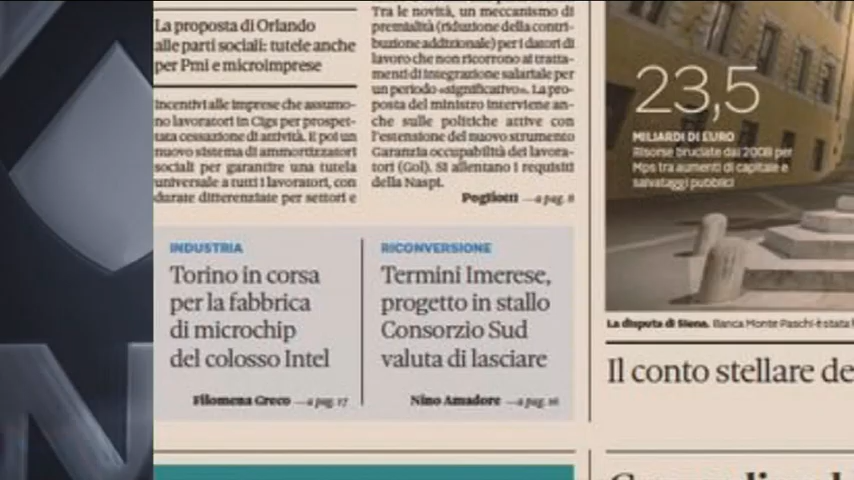 La proposta di Orlando
alle parti sociali: tutele anche
per Pmi e microimprese
Incentivi alle imprese che assumo-
no lavoratori in Cigs per prospet-
tata cessazione di attività. E poi un
nuovo sistema di ammortizzatori
sociali per garantire una tutela
universale a tutti i lavoratori, con
durate differenziate per settori e
Tra le novità, un meccanismo di
premialità (riduzione della contri-
buzione addizionale) per i datori di
lavoro che non ricorrono ai tratta-
menti di integrazione salariale per
un periodo «significativo». La pro-
posta del ministro interviene an-
che sulle politiche attive con
l'estensione del nuovo strumento
Garanzia occupabilità dei lavora-
tori (Gol). Si allentano i requisiti
della Naspi.
Pogliotti —a pag. 8
INDUSTRIA
Torino in corsa
per la fabbrica
di microchip
del colosso Intel
Filomena Greco —a pag. 17
RICONVERSIONE
Termini Imerese,
progetto in stallo
Consorzio Sud
valuta di lasciare
Nino Amadore —a pag. 16
23,5
MILIARDI DI EURO
Risorse bruciate dal 2008 per
Mps tra aumenti di capitale e
salvataggi pubblici
La disputa di Siena. Banca Monte Paschi è stata
Il conto stellare de
N